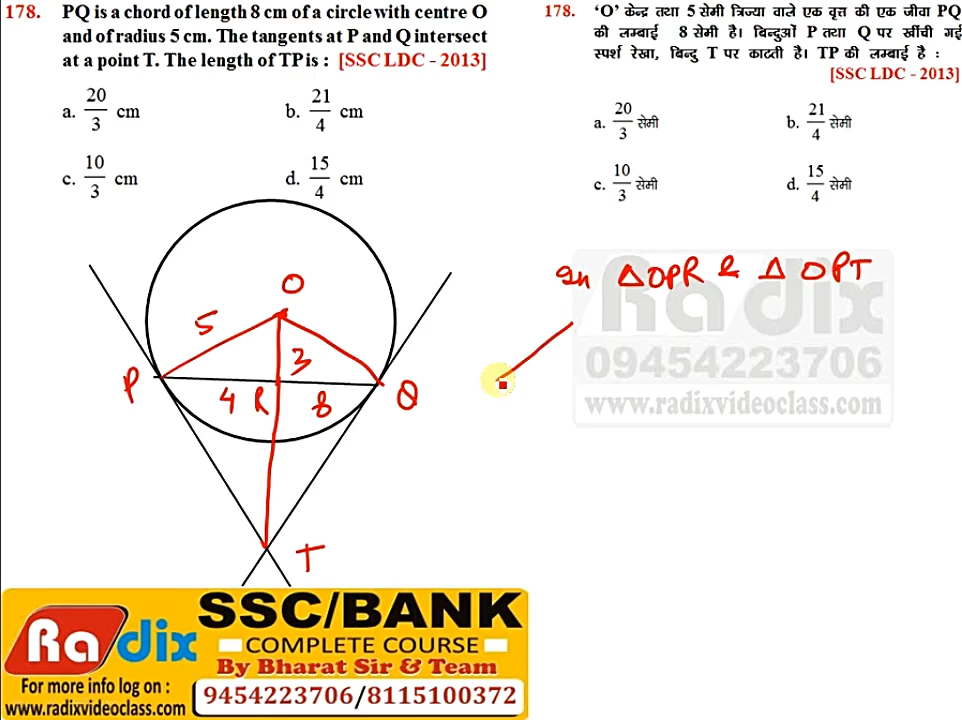 178. PQ is a chord of length 8 cm of a circle with centre O
and of radius 5 cm. The tangents at P and Q intersect
at a point T. The length of TP is : [SSC LDC - 2013]
a. 20/3 cm b. 21/4 cm
c. 10/3 cm d. 15/4 cm
178. ‘O’ केन्द्र तथा 5 सेमी त्रिज्या वाले एक वृत्त की एक जीवा PQ
की लम्बाई 8 सेमी है। बिन्दुओं P तथा Q पर खींची गई
स्पर्श रेखा, बिन्दु T पर काटती है। TP की लम्बाई है :
[SSC LDC - 2013]
a. 20/3 सेमी b. 21/4 सेमी
c. 10/3 सेमी d. 15/4 सेमी
O
5
3
P 4 R 8 Q
T
In △OPR & △ OPT
Radix
09454223706
www.radixvideoclass.com
Radix
For more info log on :
www.radixvideoclass.com
SSC/BANK
COMPLETE COURSE
By Bharat Sir & Team
9454223706/8115100372